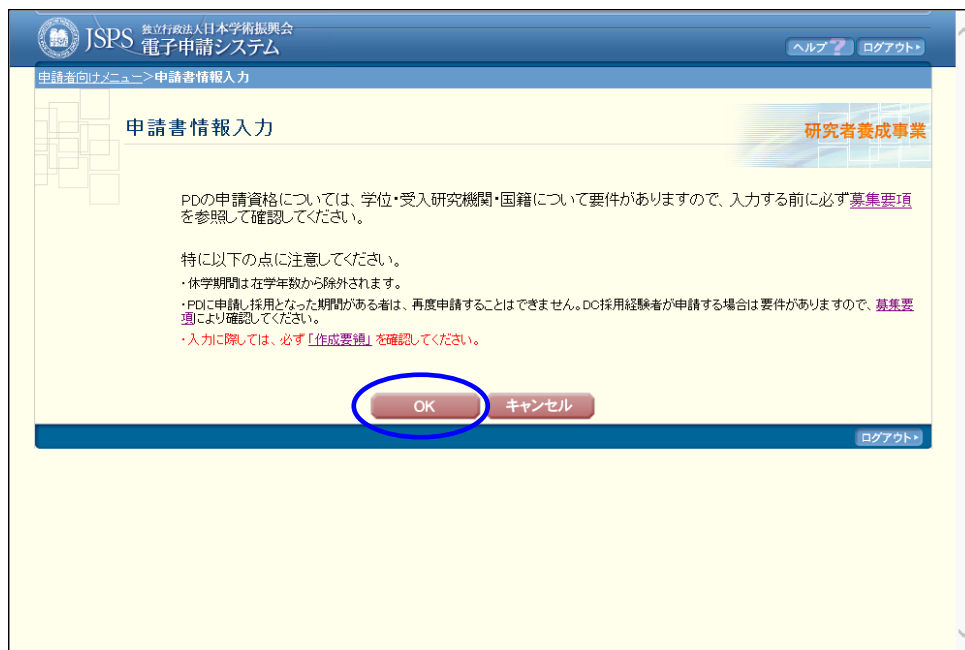 JSPS 独立行政法人日本学術振興会
電子申請システム
ヘルプ ? ログアウト
申請者向けメニュー>申請書情報入力
申請書情報入力
研究者養成事業
PDの申請資格については、学位・受入研究機関・国籍について要件がありますので、入力する前に必ず募集要項
を参照して確認してください。
特に以下の点に注意してください。
・休学期間は在学年数から除外されます。
・PDに申請し採用となった期間がある者は、再度申請することはできません。DC採用経験者が申請する場合は要件がありますので、募集要
項により確認してください。
・入力に際しては、必ず「作成要領」を確認してください。
OK キャンセル
ログアウト